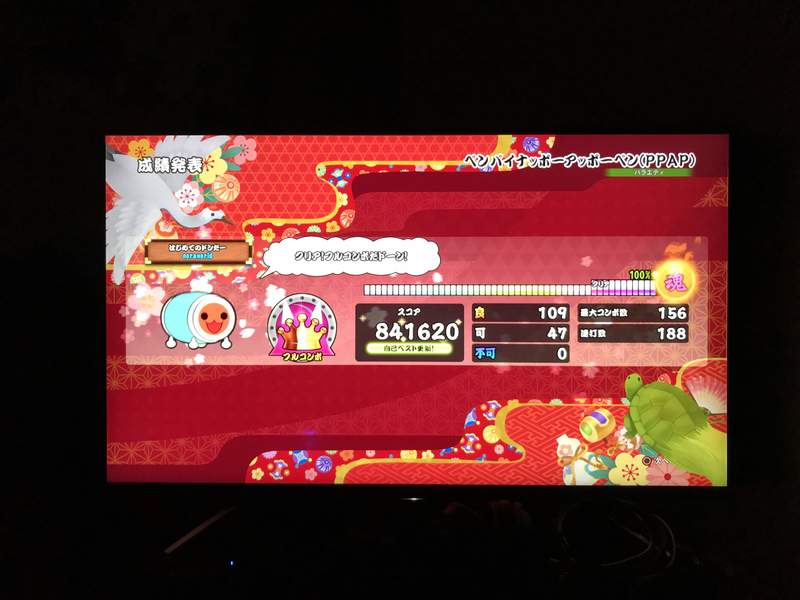 成績発表
ペンパイナッポーアッポーペン(PPAP)
バラエティ
はじめてのドンだー
noraworld
クリア!フルコンボだドーン!
100%
クリア
魂
フルコンボ
スコア
841620
自己ベスト更新!
良 109
可 47
不可 0
最大コンボ数 156
連打数 188
次へ